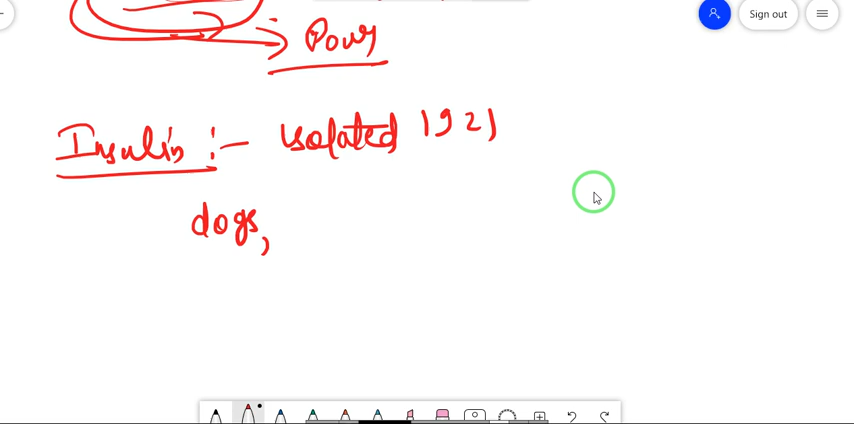 Sign out
Pour
Insulin :- isolated 1921
dogs,